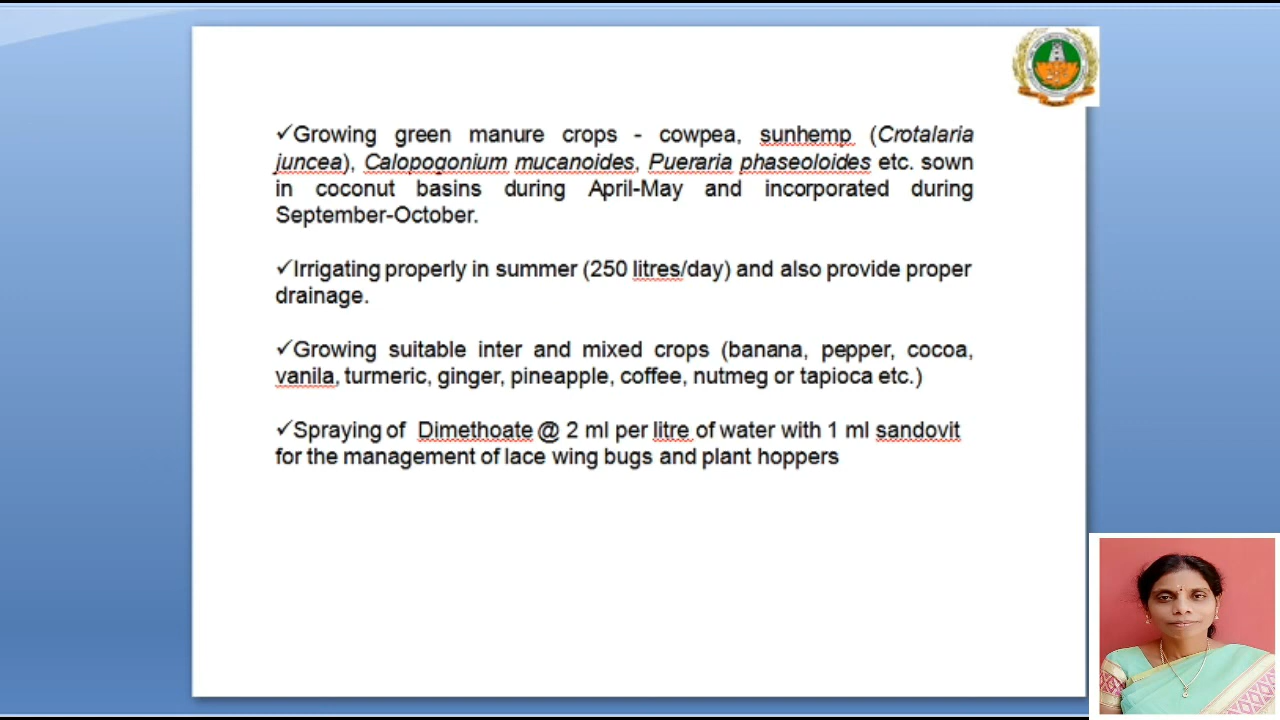 ✓Growing green manure crops - cowpea, sunhemp (Crotalaria
juncea), Calopogonium mucanoides, Pueraria phaseoloides etc. sown
in coconut basins during April-May and incorporated during
September-October.
✓Irrigating properly in summer (250 litres/day) and also provide proper
drainage.
✓Growing suitable inter and mixed crops (banana, pepper, cocoa,
vanila, turmeric, ginger, pineapple, coffee, nutmeg or tapioca etc.)
✓Spraying of Dimethoate @ 2 ml per litre of water with 1 ml sandovit
for the management of lace wing bugs and plant hoppers